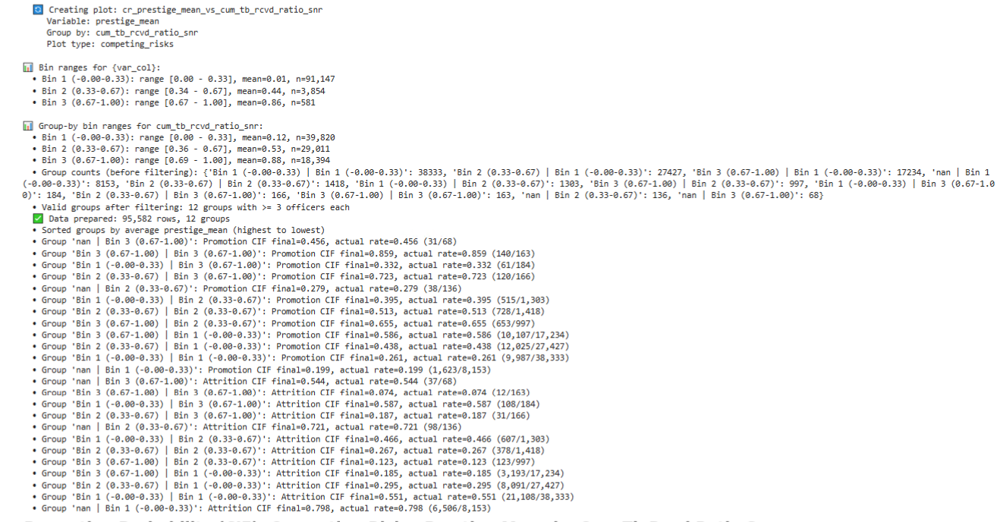 Creating plot: cr_prestige_mean_vs_cum_tb_rcvd_ratio_snr
Variable: prestige_mean
Group by: cum_tb_rcvd_ratio_snr
Plot type: competing_risks
Bin ranges for {var_col}:
• Bin 1 (-0.00-0.33): range [0.00 - 0.33], mean=0.01, n=91,147
• Bin 2 (0.33-0.67): range [0.34 - 0.67], mean=0.44, n=3,854
• Bin 3 (0.67-1.00): range [0.67 - 1.00], mean=0.86, n=581
Group-by bin ranges for cum_tb_rcvd_ratio_snr:
• Bin 1 (-0.00-0.33): range [0.00 - 0.33], mean=0.12, n=39,820
• Bin 2 (0.33-0.67): range [0.36 - 0.67], mean=0.53, n=29,011
• Bin 3 (0.67-1.00): range [0.69 - 1.00], mean=0.88, n=18,394
• Group counts (before filtering): {'Bin 1 (-0.00-0.33) | Bin 1 (-0.00-0.33)': 38333, 'Bin 2 (0.33-0.67) | Bin 1 (-0.00-0.33)': 27427, 'Bin 3 (0.67-1.00) | Bin 1 (-0.00-0.33)': 17234, 'nan | Bin 1
(-0.00-0.33)': 8153, 'Bin 2 (0.33-0.67) | Bin 2 (0.33-0.67)': 1418, 'Bin 1 (-0.00-0.33) | Bin 2 (0.33-0.67)': 1303, 'Bin 3 (0.67-1.00) | Bin 2 (0.33-0.67)': 997, 'Bin 1 (-0.00-0.33) | Bin 3 (0.67-1.0
0)': 184, 'Bin 2 (0.33-0.67) | Bin 3 (0.67-1.00)': 166, 'Bin 3 (0.67-1.00) | Bin 3 (0.67-1.00)': 163, 'nan | Bin 2 (0.33-0.67)': 136, 'nan | Bin 3 (0.67-1.00)': 68}
• Valid groups after filtering: 12 groups with >= 3 officers each
Data prepared: 95,582 rows, 12 groups
• Sorted groups by average prestige_mean (highest to lowest)
• Group 'nan | Bin 3 (0.67-1.00)': Promotion CIF final=0.456, actual rate=0.456 (31/68)
• Group 'Bin 3 (0.67-1.00) | Bin 3 (0.67-1.00)': Promotion CIF final=0.859, actual rate=0.859 (140/163)
• Group 'Bin 1 (-0.00-0.33) | Bin 3 (0.67-1.00)': Promotion CIF final=0.332, actual rate=0.332 (61/184)
• Group 'Bin 2 (0.33-0.67) | Bin 3 (0.67-1.00)': Promotion CIF final=0.723, actual rate=0.723 (120/166)
• Group 'nan | Bin 2 (0.33-0.67)': Promotion CIF final=0.279, actual rate=0.279 (38/136)
• Group 'Bin 1 (-0.00-0.33) | Bin 2 (0.33-0.67)': Promotion CIF final=0.395, actual rate=0.395 (515/1,303)
• Group 'Bin 2 (0.33-0.67) | Bin 2 (0.33-0.67)': Promotion CIF final=0.513, actual rate=0.513 (728/1,418)
• Group 'Bin 3 (0.67-1.00) | Bin 2 (0.33-0.67)': Promotion CIF final=0.655, actual rate=0.655 (653/997)
• Group 'Bin 3 (0.67-1.00) | Bin 1 (-0.00-0.33)': Promotion CIF final=0.586, actual rate=0.586 (10,107/17,234)
• Group 'Bin 2 (0.33-0.67) | Bin 1 (-0.00-0.33)': Promotion CIF final=0.438, actual rate=0.438 (12,025/27,427)
• Group 'Bin 1 (-0.00-0.33) | Bin 1 (-0.00-0.33)': Promotion CIF final=0.261, actual rate=0.261 (9,987/38,333)
• Group 'nan | Bin 1 (-0.00-0.33)': Promotion CIF final=0.199, actual rate=0.199 (1,623/8,153)
• Group 'nan | Bin 3 (0.67-1.00)': Attrition CIF final=0.544, actual rate=0.544 (37/68)
• Group 'Bin 3 (0.67-1.00) | Bin 3 (0.67-1.00)': Attrition CIF final=0.074, actual rate=0.074 (12/163)
• Group 'Bin 1 (-0.00-0.33) | Bin 3 (0.67-1.00)': Attrition CIF final=0.587, actual rate=0.587 (108/184)
• Group 'Bin 2 (0.33-0.67) | Bin 3 (0.67-1.00)': Attrition CIF final=0.187, actual rate=0.187 (31/166)
• Group 'nan | Bin 2 (0.33-0.67)': Attrition CIF final=0.721, actual rate=0.721 (98/136)
• Group 'Bin 1 (-0.00-0.33) | Bin 2 (0.33-0.67)': Attrition CIF final=0.466, actual rate=0.466 (607/1,303)
• Group 'Bin 2 (0.33-0.67) | Bin 2 (0.33-0.67)': Attrition CIF final=0.267, actual rate=0.267 (378/1,418)
• Group 'Bin 3 (0.67-1.00) | Bin 2 (0.33-0.67)': Attrition CIF final=0.123, actual rate=0.123 (123/997)
• Group 'Bin 3 (0.67-1.00) | Bin 1 (-0.00-0.33)': Attrition CIF final=0.185, actual rate=0.185 (3,193/17,234)
• Group 'Bin 2 (0.33-0.67) | Bin 1 (-0.00-0.33)': Attrition CIF final=0.295, actual rate=0.295 (8,091/27,427)
• Group 'Bin 1 (-0.00-0.33) | Bin 1 (-0.00-0.33)': Attrition CIF final=0.551, actual rate=0.551 (21,108/38,333)
• Group 'nan | Bin 1 (-0.00-0.33)': Attrition CIF final=0.798, actual rate=0.798 (6,506/8,153)